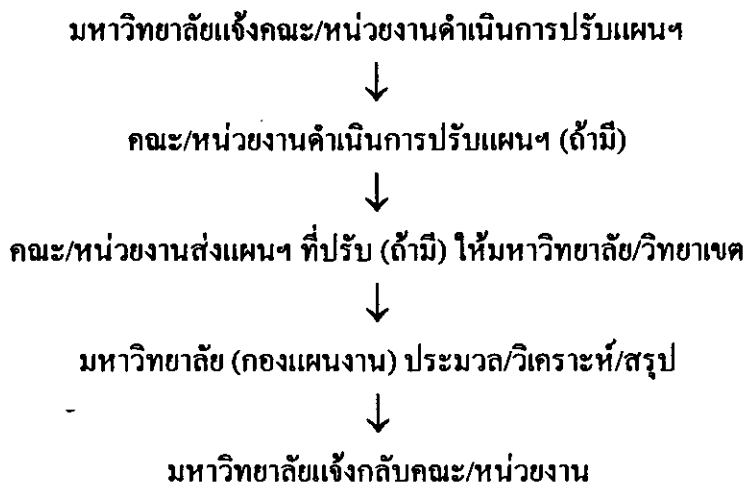 มหาวิทยาลัยแจ้งคณะ/หน่วยงานดำเนินการปรับแผนฯ
↓
คณะ/หน่วยงานดำเนินการปรับแผนฯ (ถ้ามี)
↓
คณะ/หน่วยงานส่งแผนฯ ที่ปรับ (ถ้ามี) ให้มหาวิทยาลัย/วิทยาเขต
↓
มหาวิทยาลัย (กองแผนงาน) ประมวล/วิเคราะห์/สรุป
↓
มหาวิทยาลัยแจ้งกลับคณะ/หน่วยงาน